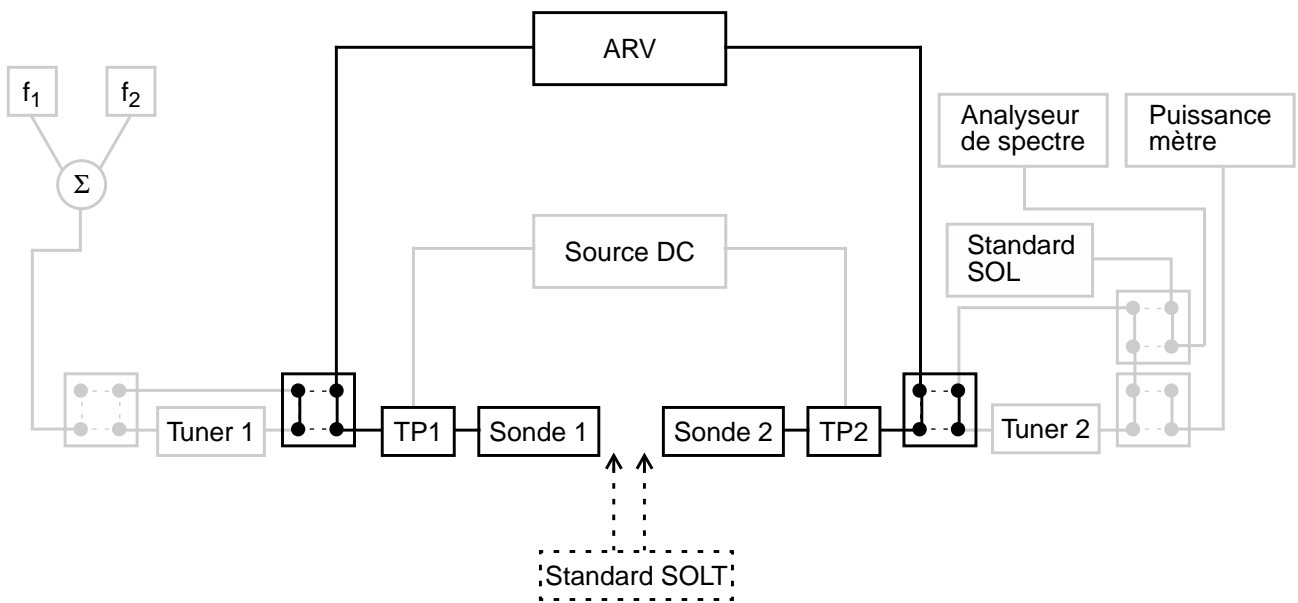 ARV
f1
f2
Σ
Analyseur
de spectre
Puissance
mètre
Source DC
Standard
SOL
Tuner 1
TP1
Sonde 1
Sonde 2
TP2
Tuner 2
Standard SOLT